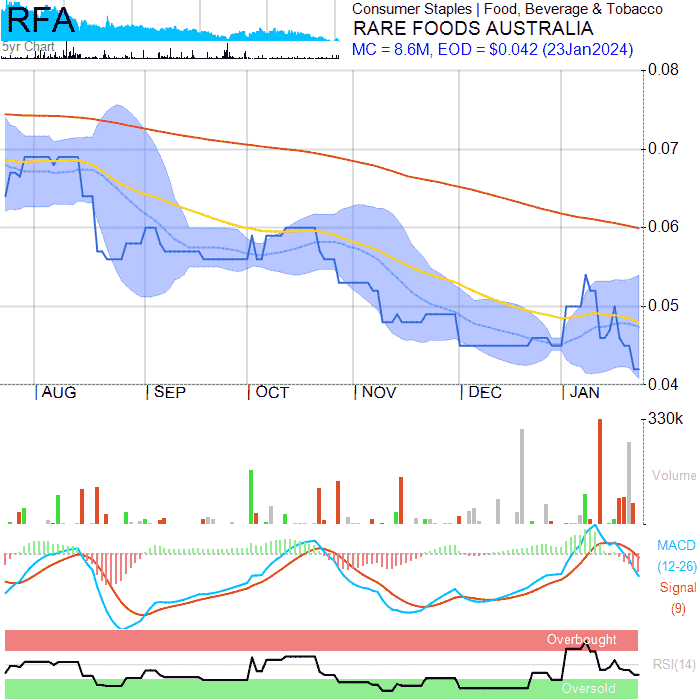 RFA
5yr Chart
Consumer Staples | Food, Beverage & Tobacco
RARE FOODS AUSTRALIA
MC = 8.6M, EOD = $0.042 (23Jan2024)
0.08
0.07
0.06
0.05
0.04
AUG SEP OCT NOV DEC JAN
330k
Volume
MACD
(12-26)
Signal
(9)
Overbought
RSI(14)
Oversold